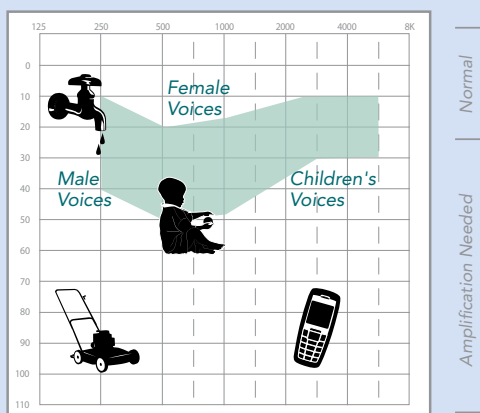 125 250 500 1000 2000 4000 8K
0
10
20
30
40
50
60
70
80
90
100
110
Female
Voices
Male
Voices
Children's
Voices
Normal
Amplification Needed